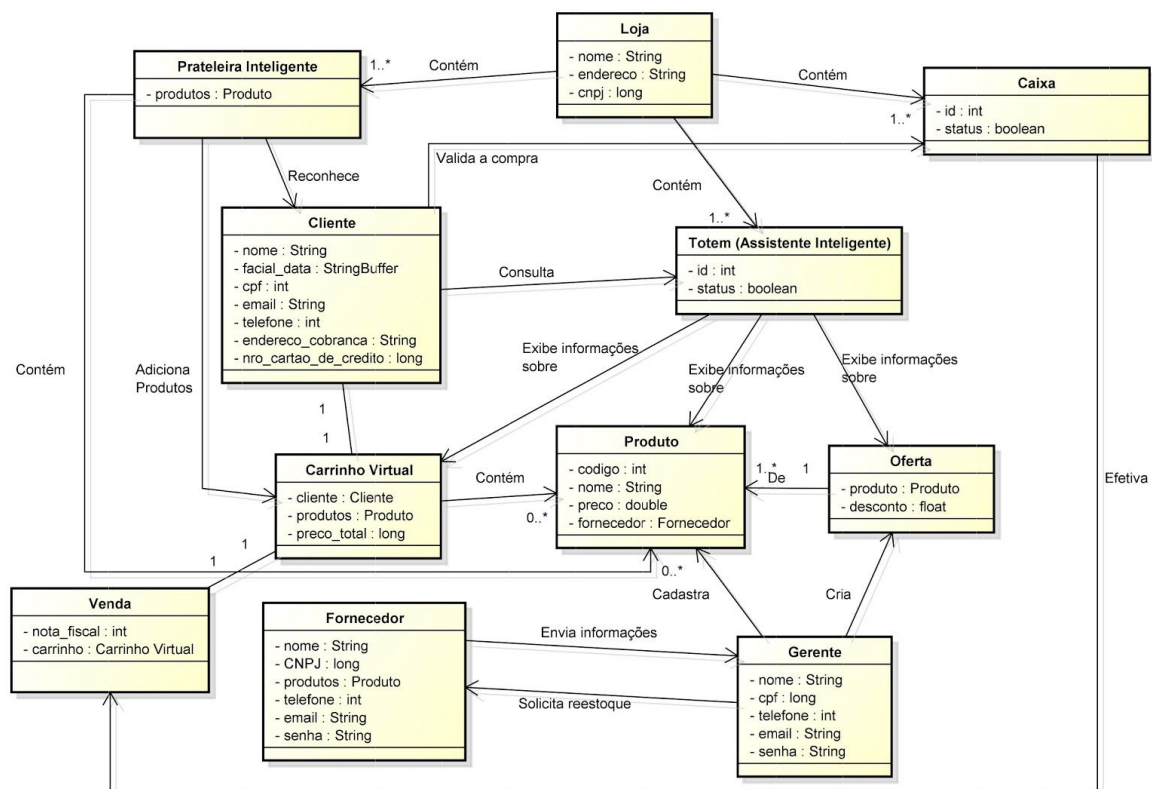 Loja
- nome : String
- endereco : String
- cnpj : long
Prateleira Inteligente
- produtos : Produto
1..*
Contém
Contém
1..*
Caixa
- id : int
- status : boolean
Reconhece
Valida a compra
Contém
1..*
Cliente
- nome : String
- facial_data : StringBuffer
- cpf : int
- email : String
- telefone : int
- endereco_cobranca : String
- nro_cartao_de_credito : long
Consulta
Totem (Assistente Inteligente)
- id : int
- status : boolean
Contém
Adiciona
Produtos
Exibe informações
sobre
Exibe informações
sobre
Exibe informações
sobre
1
1
Carrinho Virtual
- cliente : Cliente
- produtos : Produto
- preco_total : long
Contém
0..*
Produto
- codigo : int
- nome : String
- preco : double
- fornecedor : Fornecedor
1..*
De
1
Oferta
- produto : Produto
- desconto : float
Efetiva
1
1
0..*
Cadastra
Cria
Venda
- nota_fiscal : int
- carrinho : Carrinho Virtual
Fornecedor
- nome : String
- CNPJ : long
- produtos : Produto
- telefone : int
- email : String
- senha : String
Envia informações
Solicita reestoque
Gerente
- nome : String
- cpf : long
- telefone : int
- email : String
- senha : String